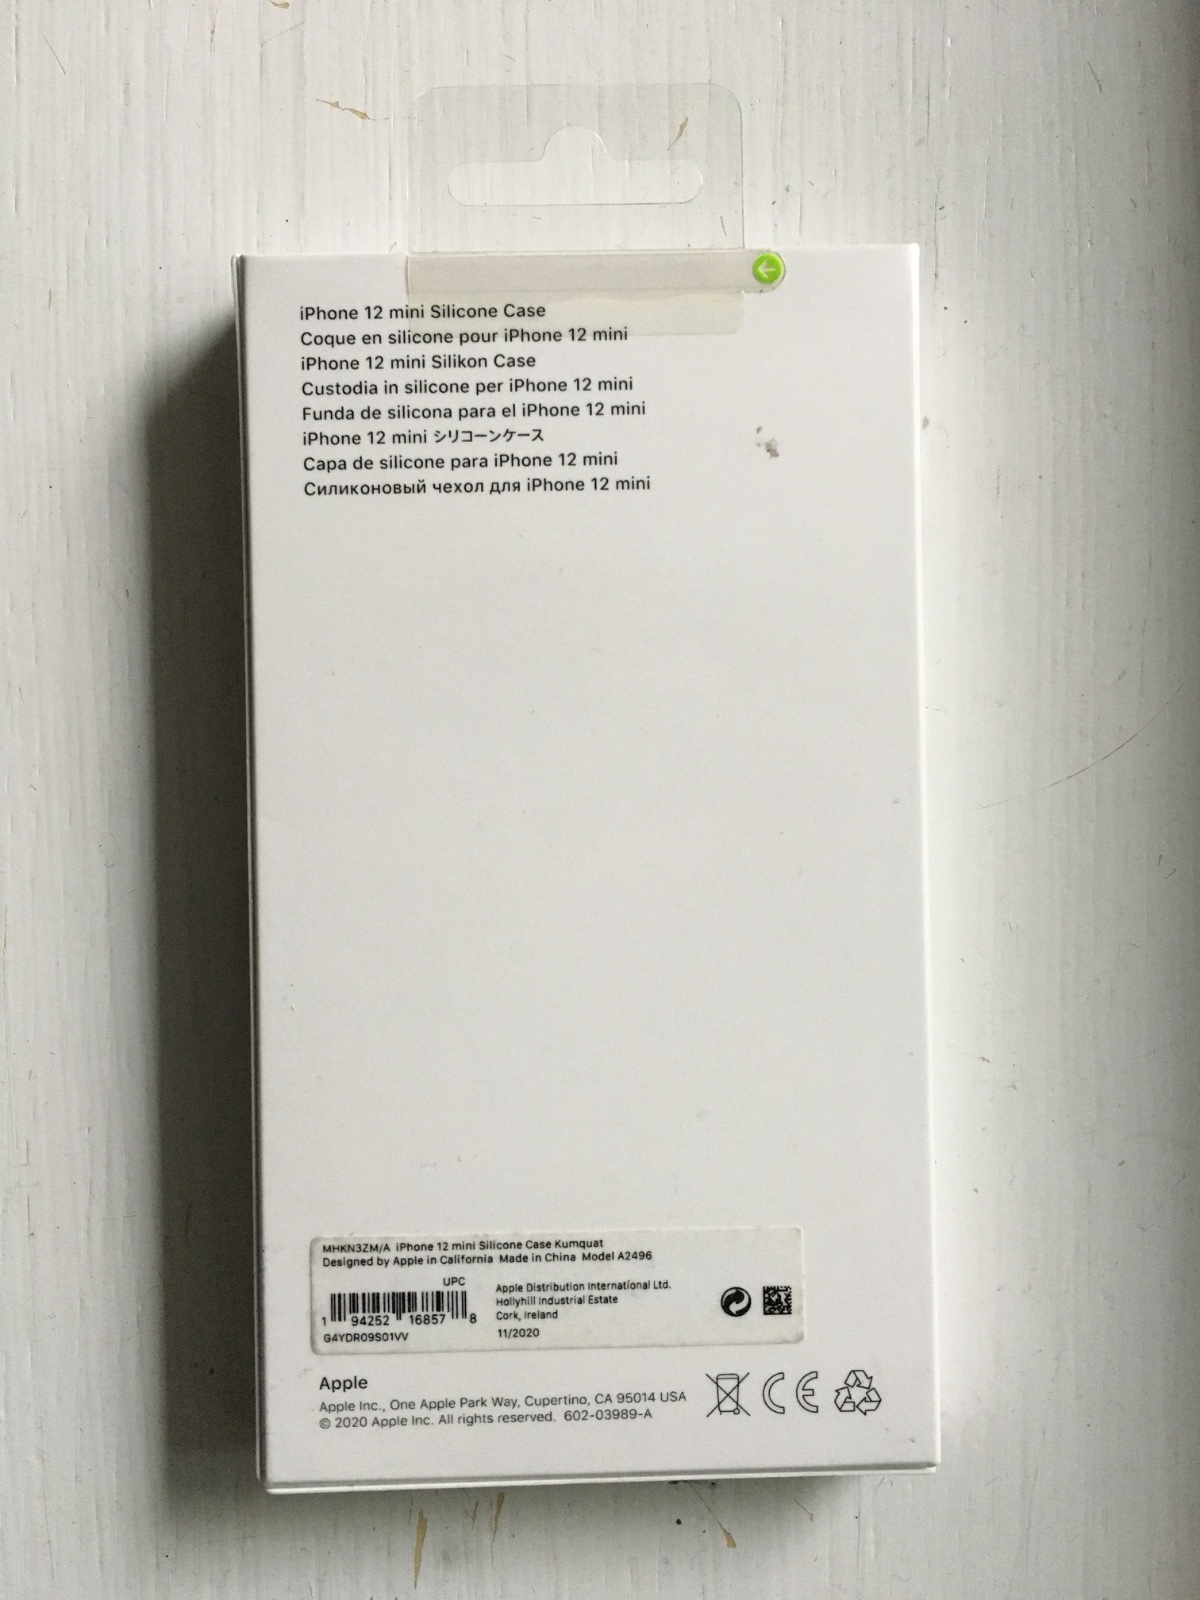 iPhone 12 mini Silicone Case
Coque en silicone pour iPhone 12 mini
iPhone 12 mini Silikon Case
Custodia in silicone per iPhone 12 mini
Funda de silicona para el iPhone 12 mini
iPhone 12 mini シリコーンケース
Capa de silicone para iPhone 12 mini
Силиконовый чехол для iPhone 12 mini
MHKN3ZM/A iPhone 12 mini Silicone Case Kumquat
Designed by Apple in California Made in China Model A2496
UPC
1 94252 16857 8
G4YDR09S01VV
Apple Distribution International Ltd.
Hollyhill Industrial Estate
Cork, Ireland
11/2020
Apple
Apple Inc., One Apple Park Way, Cupertino, CA 95014 USA
© 2020 Apple Inc. All rights reserved. 602-03989-A
CE